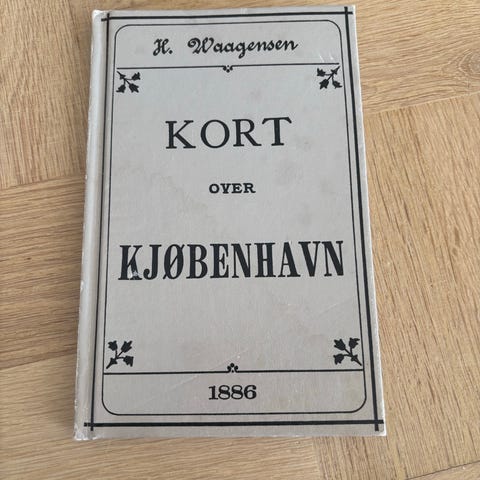 H. Waagensen
KORT
OVER
KJØBENHAVN
1886